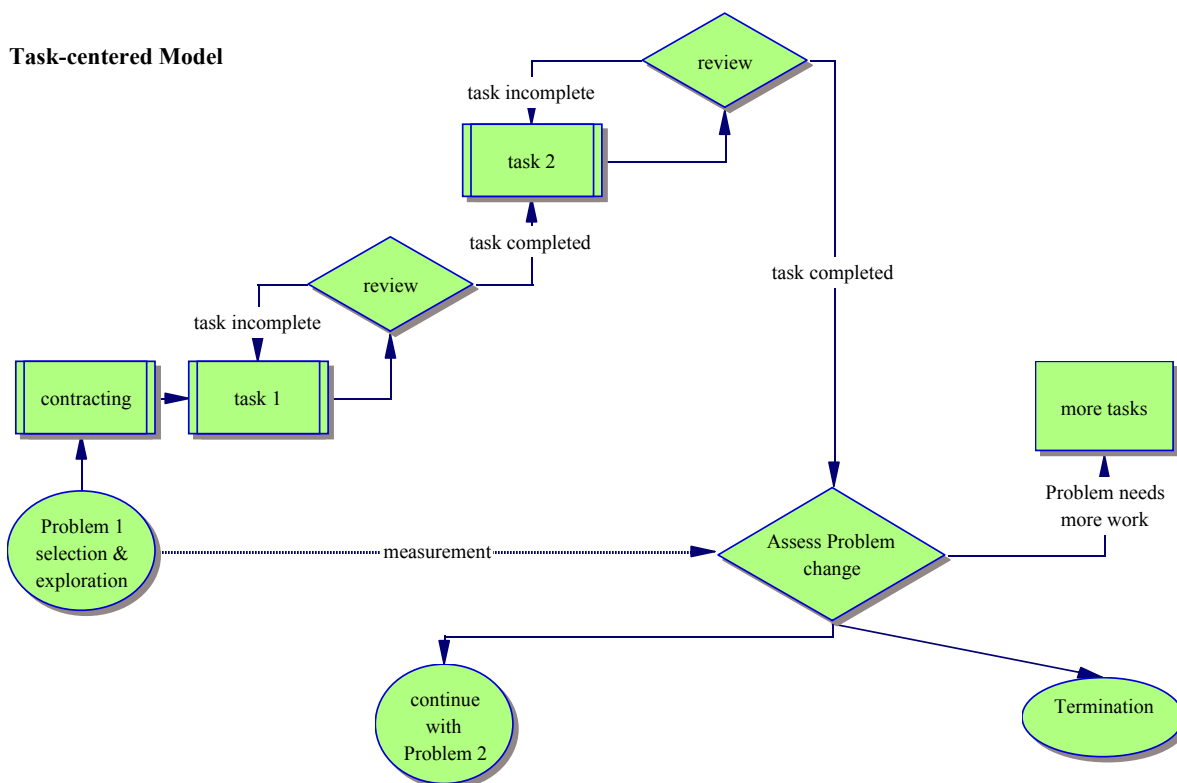 Task-centered Model
review
task incomplete
task 2
task completed
review
task completed
task incomplete
contracting
task 1
more tasks
Problem needs
more work
Problem 1
selection &
exploration
measurement
Assess Problem
change
continue
with
Problem 2
Termination